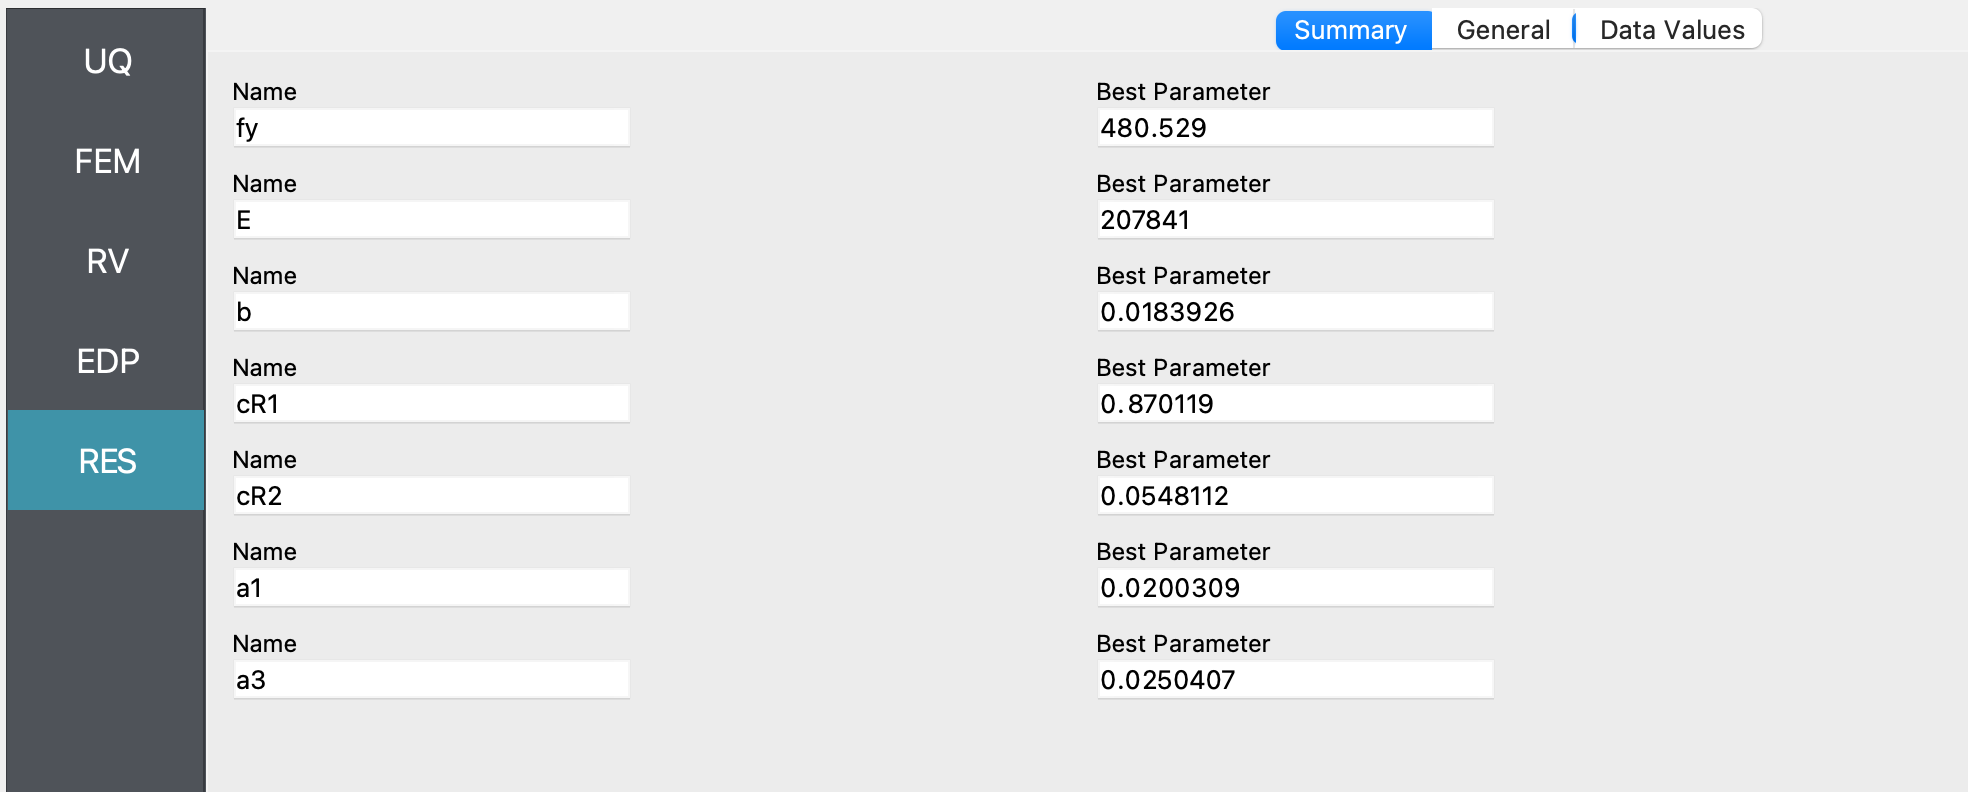 UQ
FEM
RV
EDP
RES
Summary General Data Values
Name Best Parameter
fy 480.529
Name Best Parameter
E 207841
Name Best Parameter
b 0.0183926
Name Best Parameter
cR1 0.870119
Name Best Parameter
cR2 0.0548112
Name Best Parameter
a1 0.0200309
Name Best Parameter
a3 0.0250407